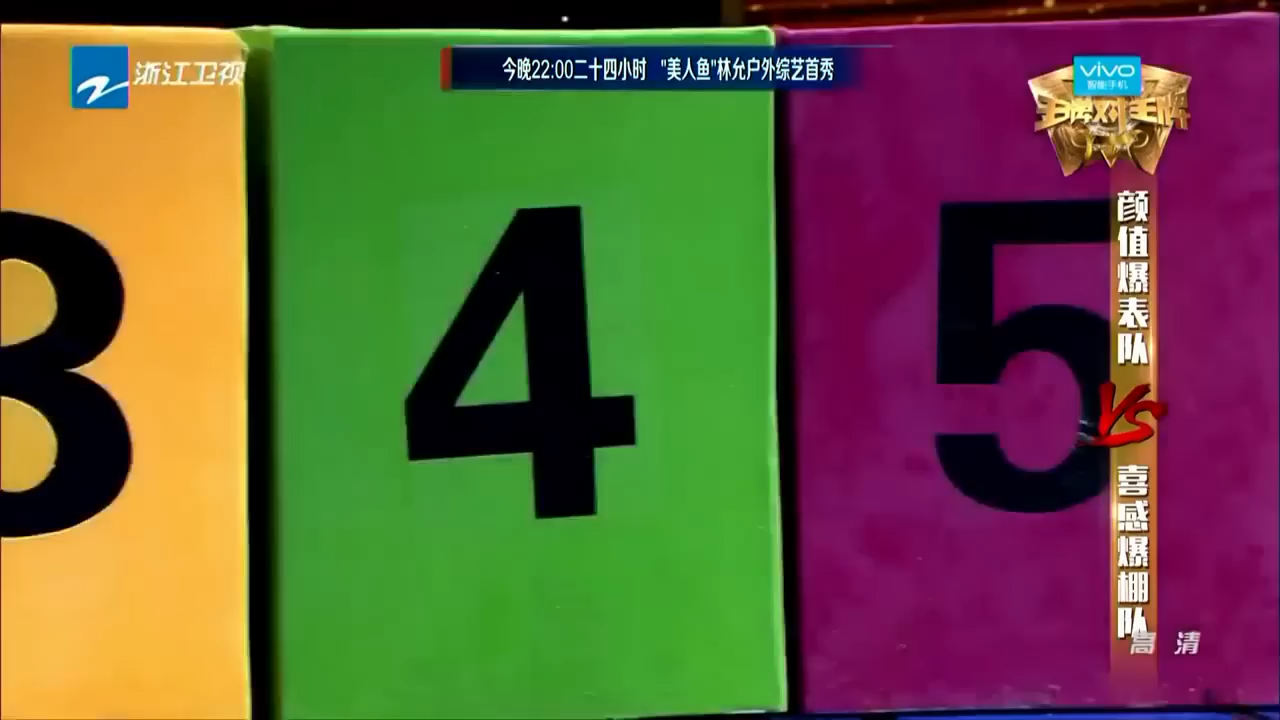 浙江卫视
今晚22:00二十四小时 "美人鱼"林允户外综艺首秀
vivo
智能手机
王牌对王牌
3
4
5
颜值爆表队
VS
喜感爆棚队
高清